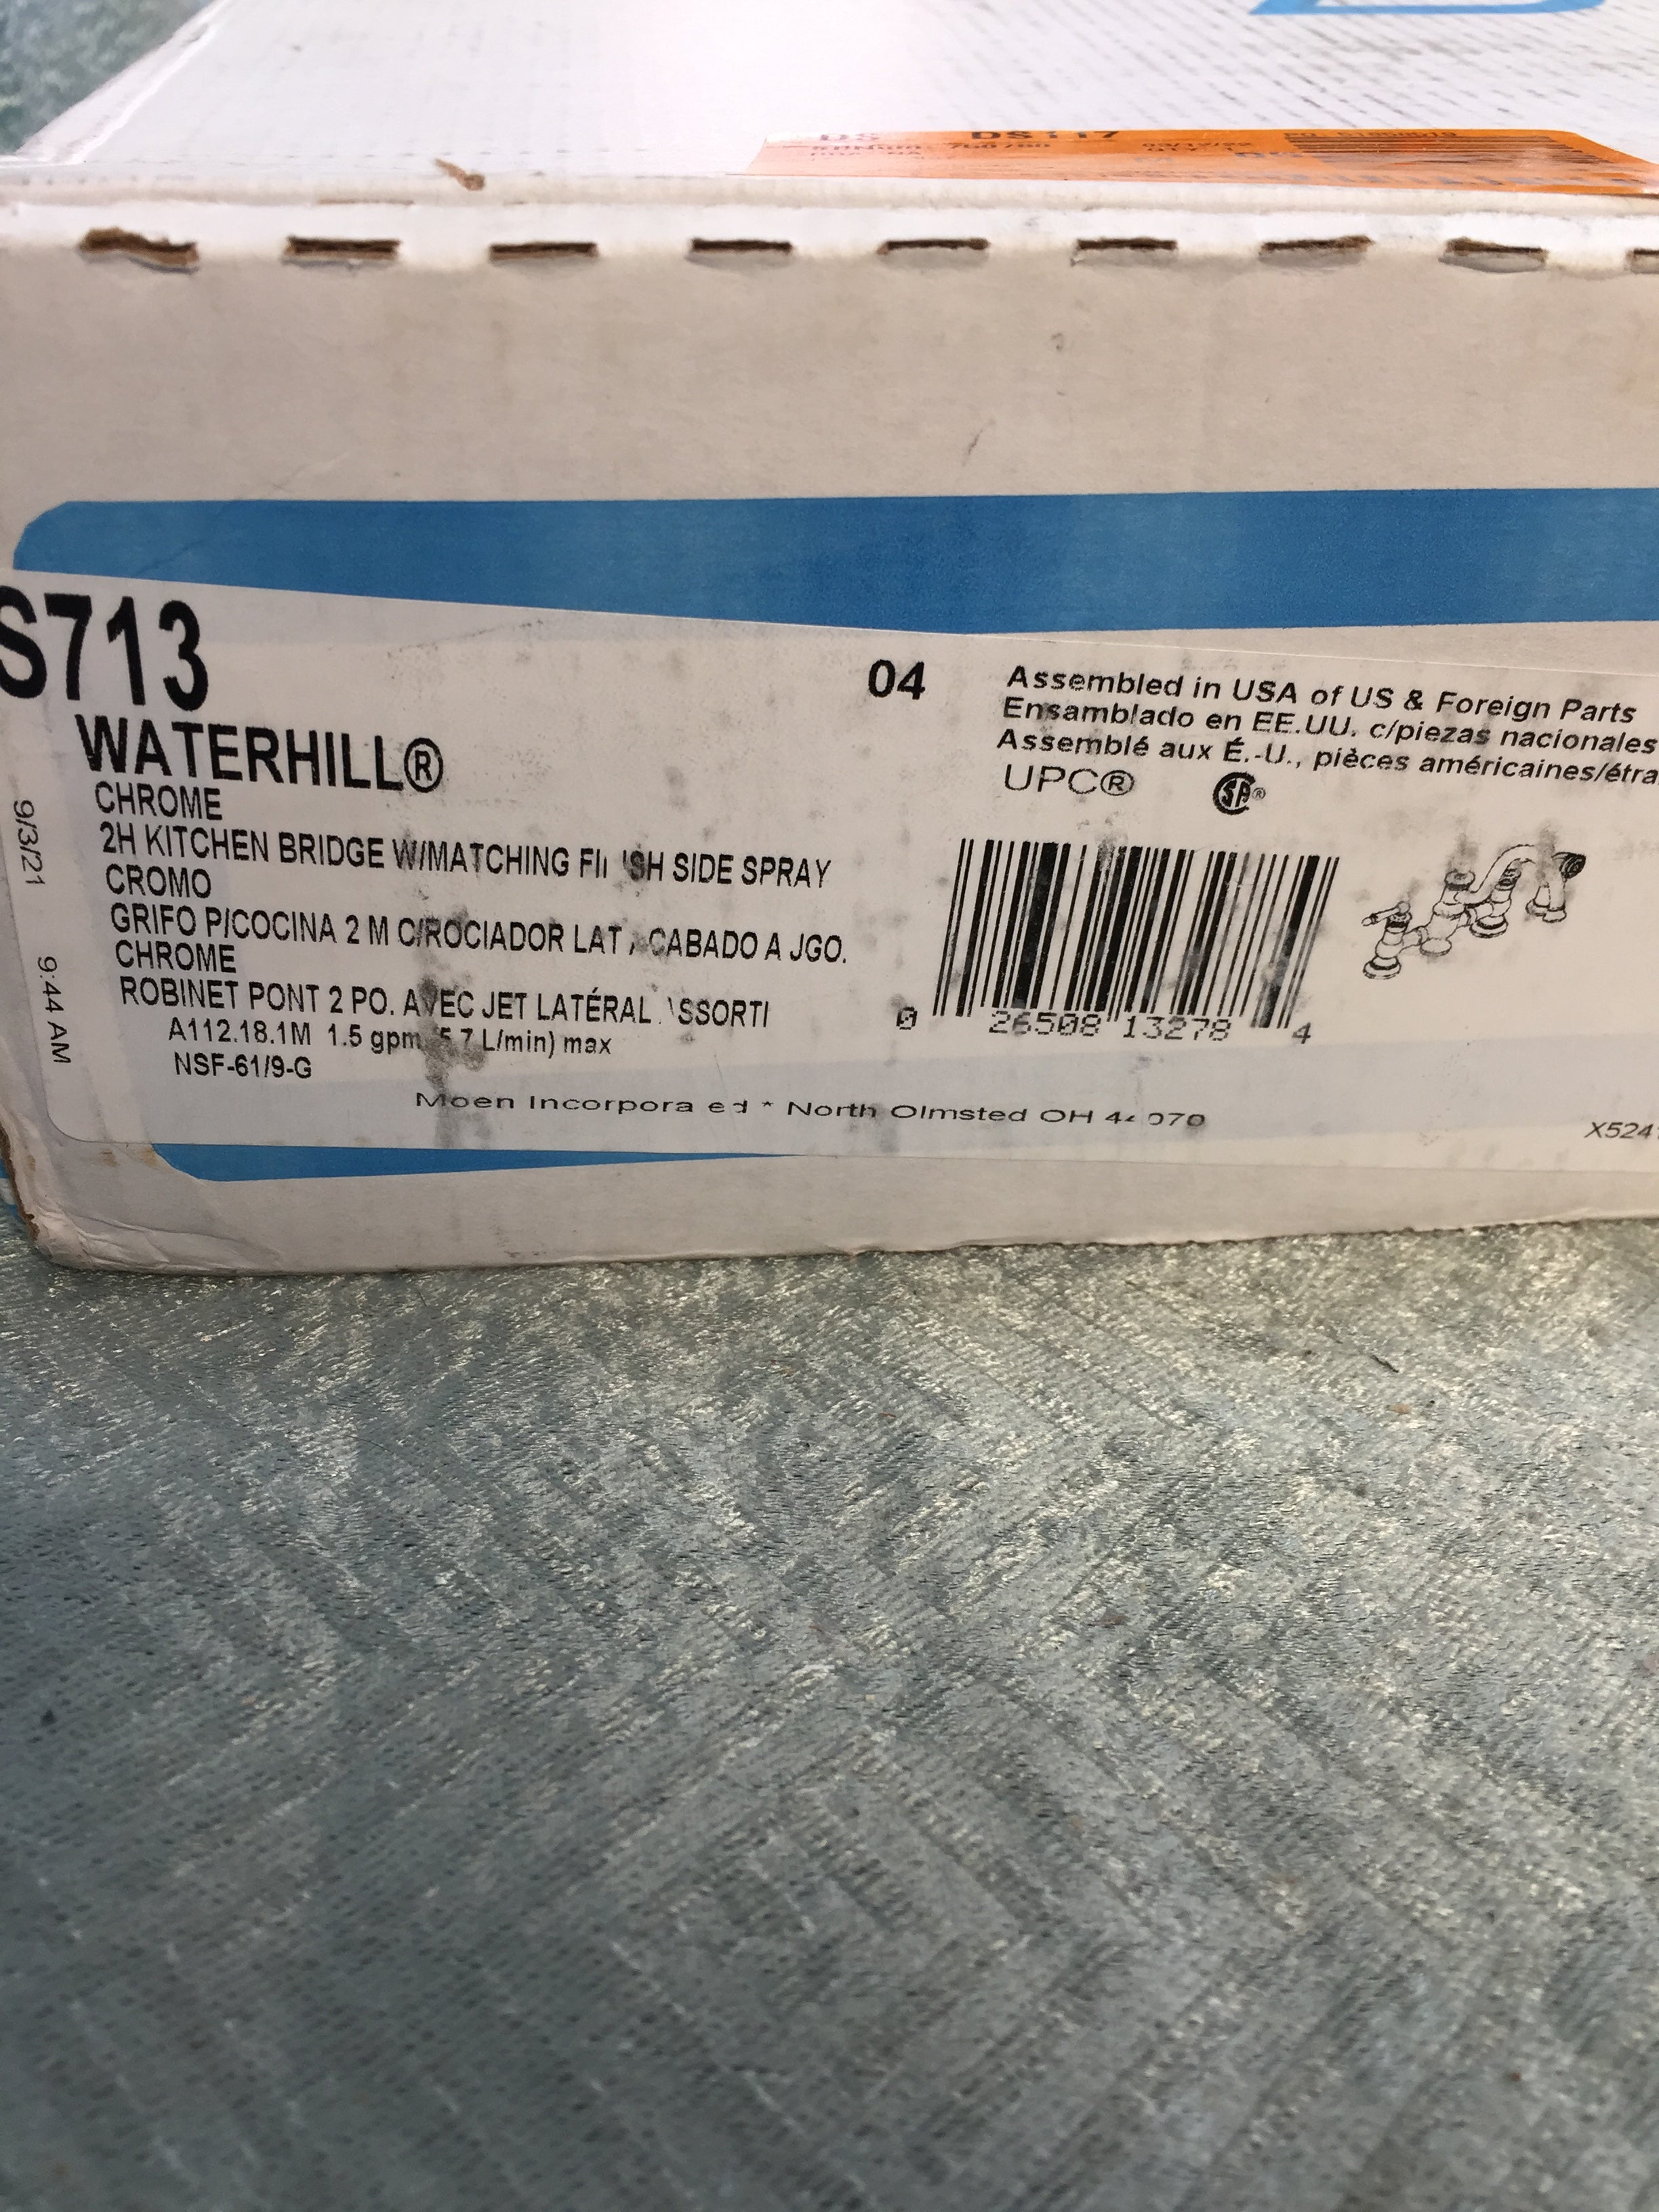 DS 117
S713
WATERHILL®
CHROME
2H KITCHEN BRIDGE W/MATCHING SIDE SPRAY
CROMO
GRIFO P/COCINA 2 M C/ROCIADOR LAT CABADO A JGO.
CHROME
ROBINET PONT 2 PO. AVEC JET LATÉRAL SSORTI
A112.18.1M 1.5 gpm 5.7 L/min) max
NSF-61/9-G
Moen Incorpora ed * North Olmsted OH 44070
9/3/21 9:44 AM
04
Assembled in USA of US & Foreign Parts
Ensamblado en EE.UU. c/piezas nacionales
Assemblé aux É.-U., pièces américaines/étra
UPC® SA®
0 26508 13278 4
X524